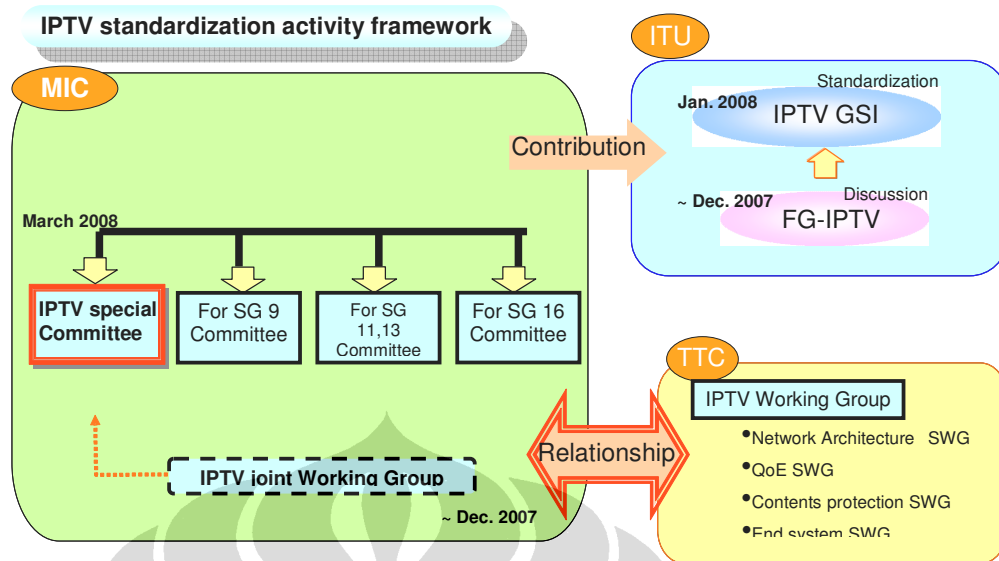 IPTV standardization activity framework
MIC
March 2008
IPTV special
Committee
For SG 9
Committee
For SG
11,13
Committee
For SG 16
Committee
IPTV joint Working Group
~ Dec. 2007
Contribution
Relationship
ITU
Standardization
Jan. 2008
IPTV GSI
Discussion
~ Dec. 2007
FG-IPTV
TTC
IPTV Working Group
•Network Architecture SWG
•QoE SWG
•Contents protection SWG
•End system SWG